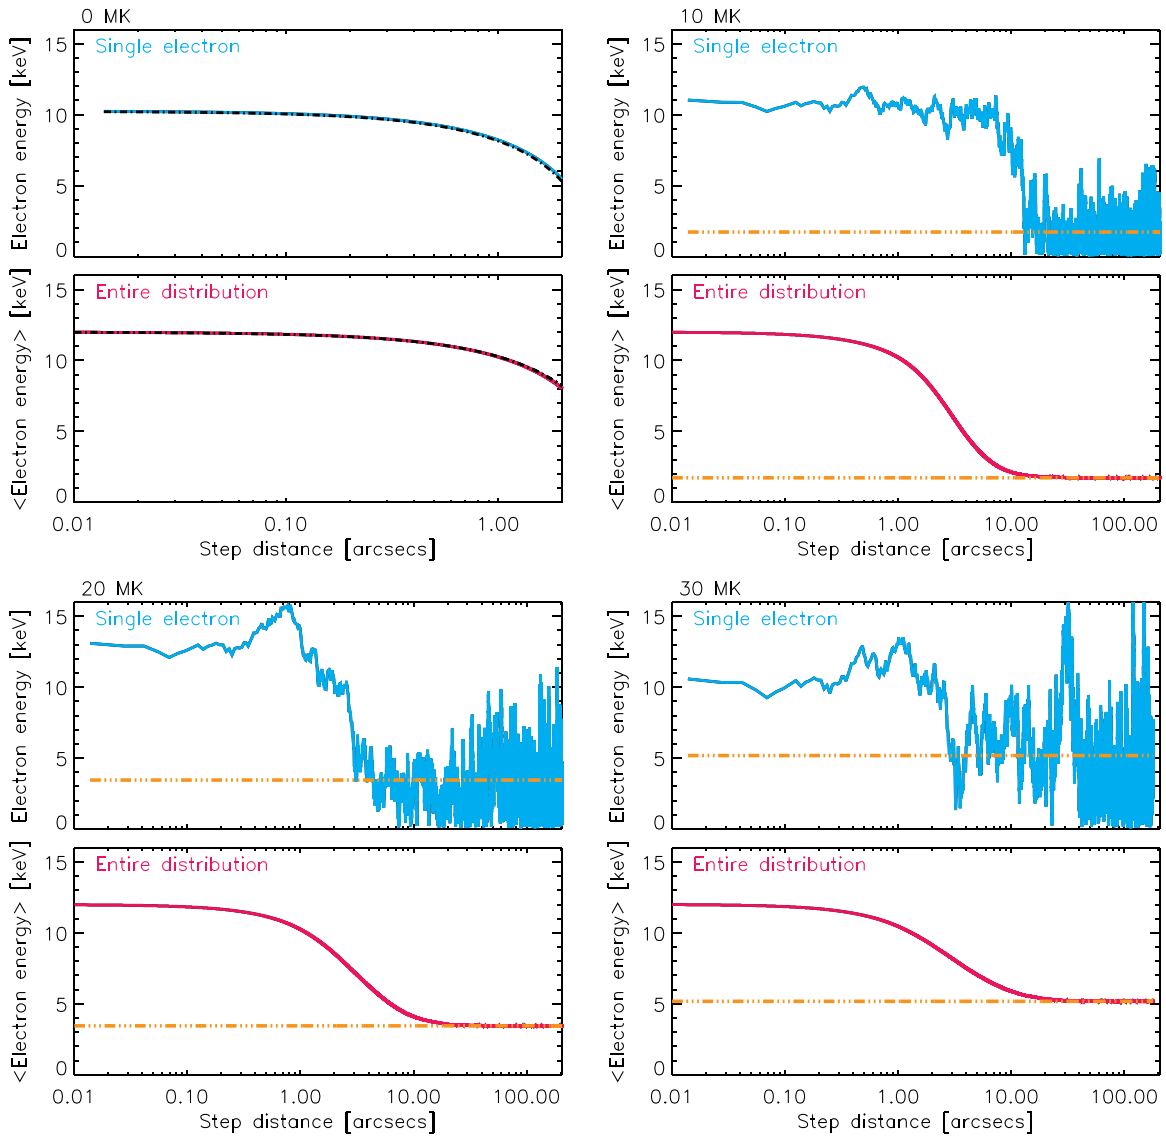 0 MK
Single electron
Electron energy [keV]
15
10
5
0
Entire distribution
<Electron energy> [keV]
15
10
5
0
0.01 0.10 1.00
Step distance [arcsecs]
10 MK
Single electron
Electron energy [keV]
15
10
5
0
Entire distribution
<Electron energy> [keV]
15
10
5
0
0.01 0.10 1.00 10.00 100.00
Step distance [arcsecs]
20 MK
Single electron
Electron energy [keV]
15
10
5
0
Entire distribution
<Electron energy> [keV]
15
10
5
0
0.01 0.10 1.00 10.00 100.00
Step distance [arcsecs]
30 MK
Single electron
Electron energy [keV]
15
10
5
0
Entire distribution
<Electron energy> [keV]
15
10
5
0
0.01 0.10 1.00 10.00 100.00
Step distance [arcsecs]